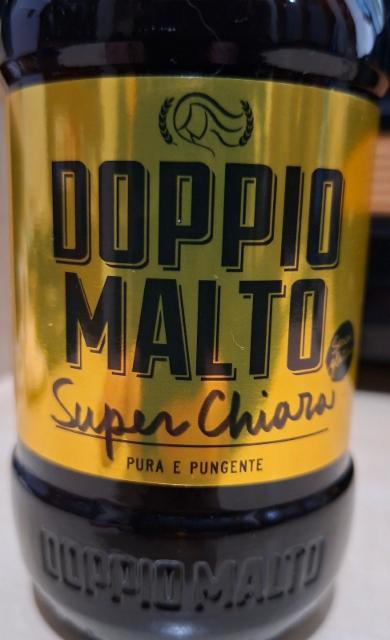 DOPPIO
MALTO
Super Chiara
PURA E PUNGENTE
DOPPIO MALTO